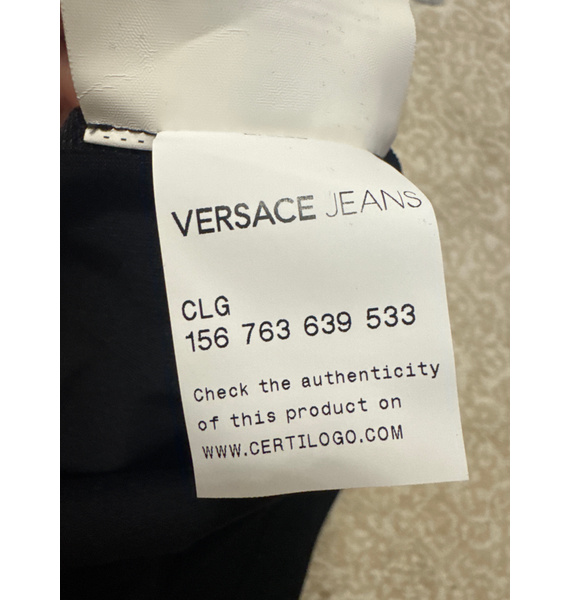 VERSACE JEANS
CLG
156 763 639 533
Check the authenticity
of this product on
WWW.CERTILOGO.COM